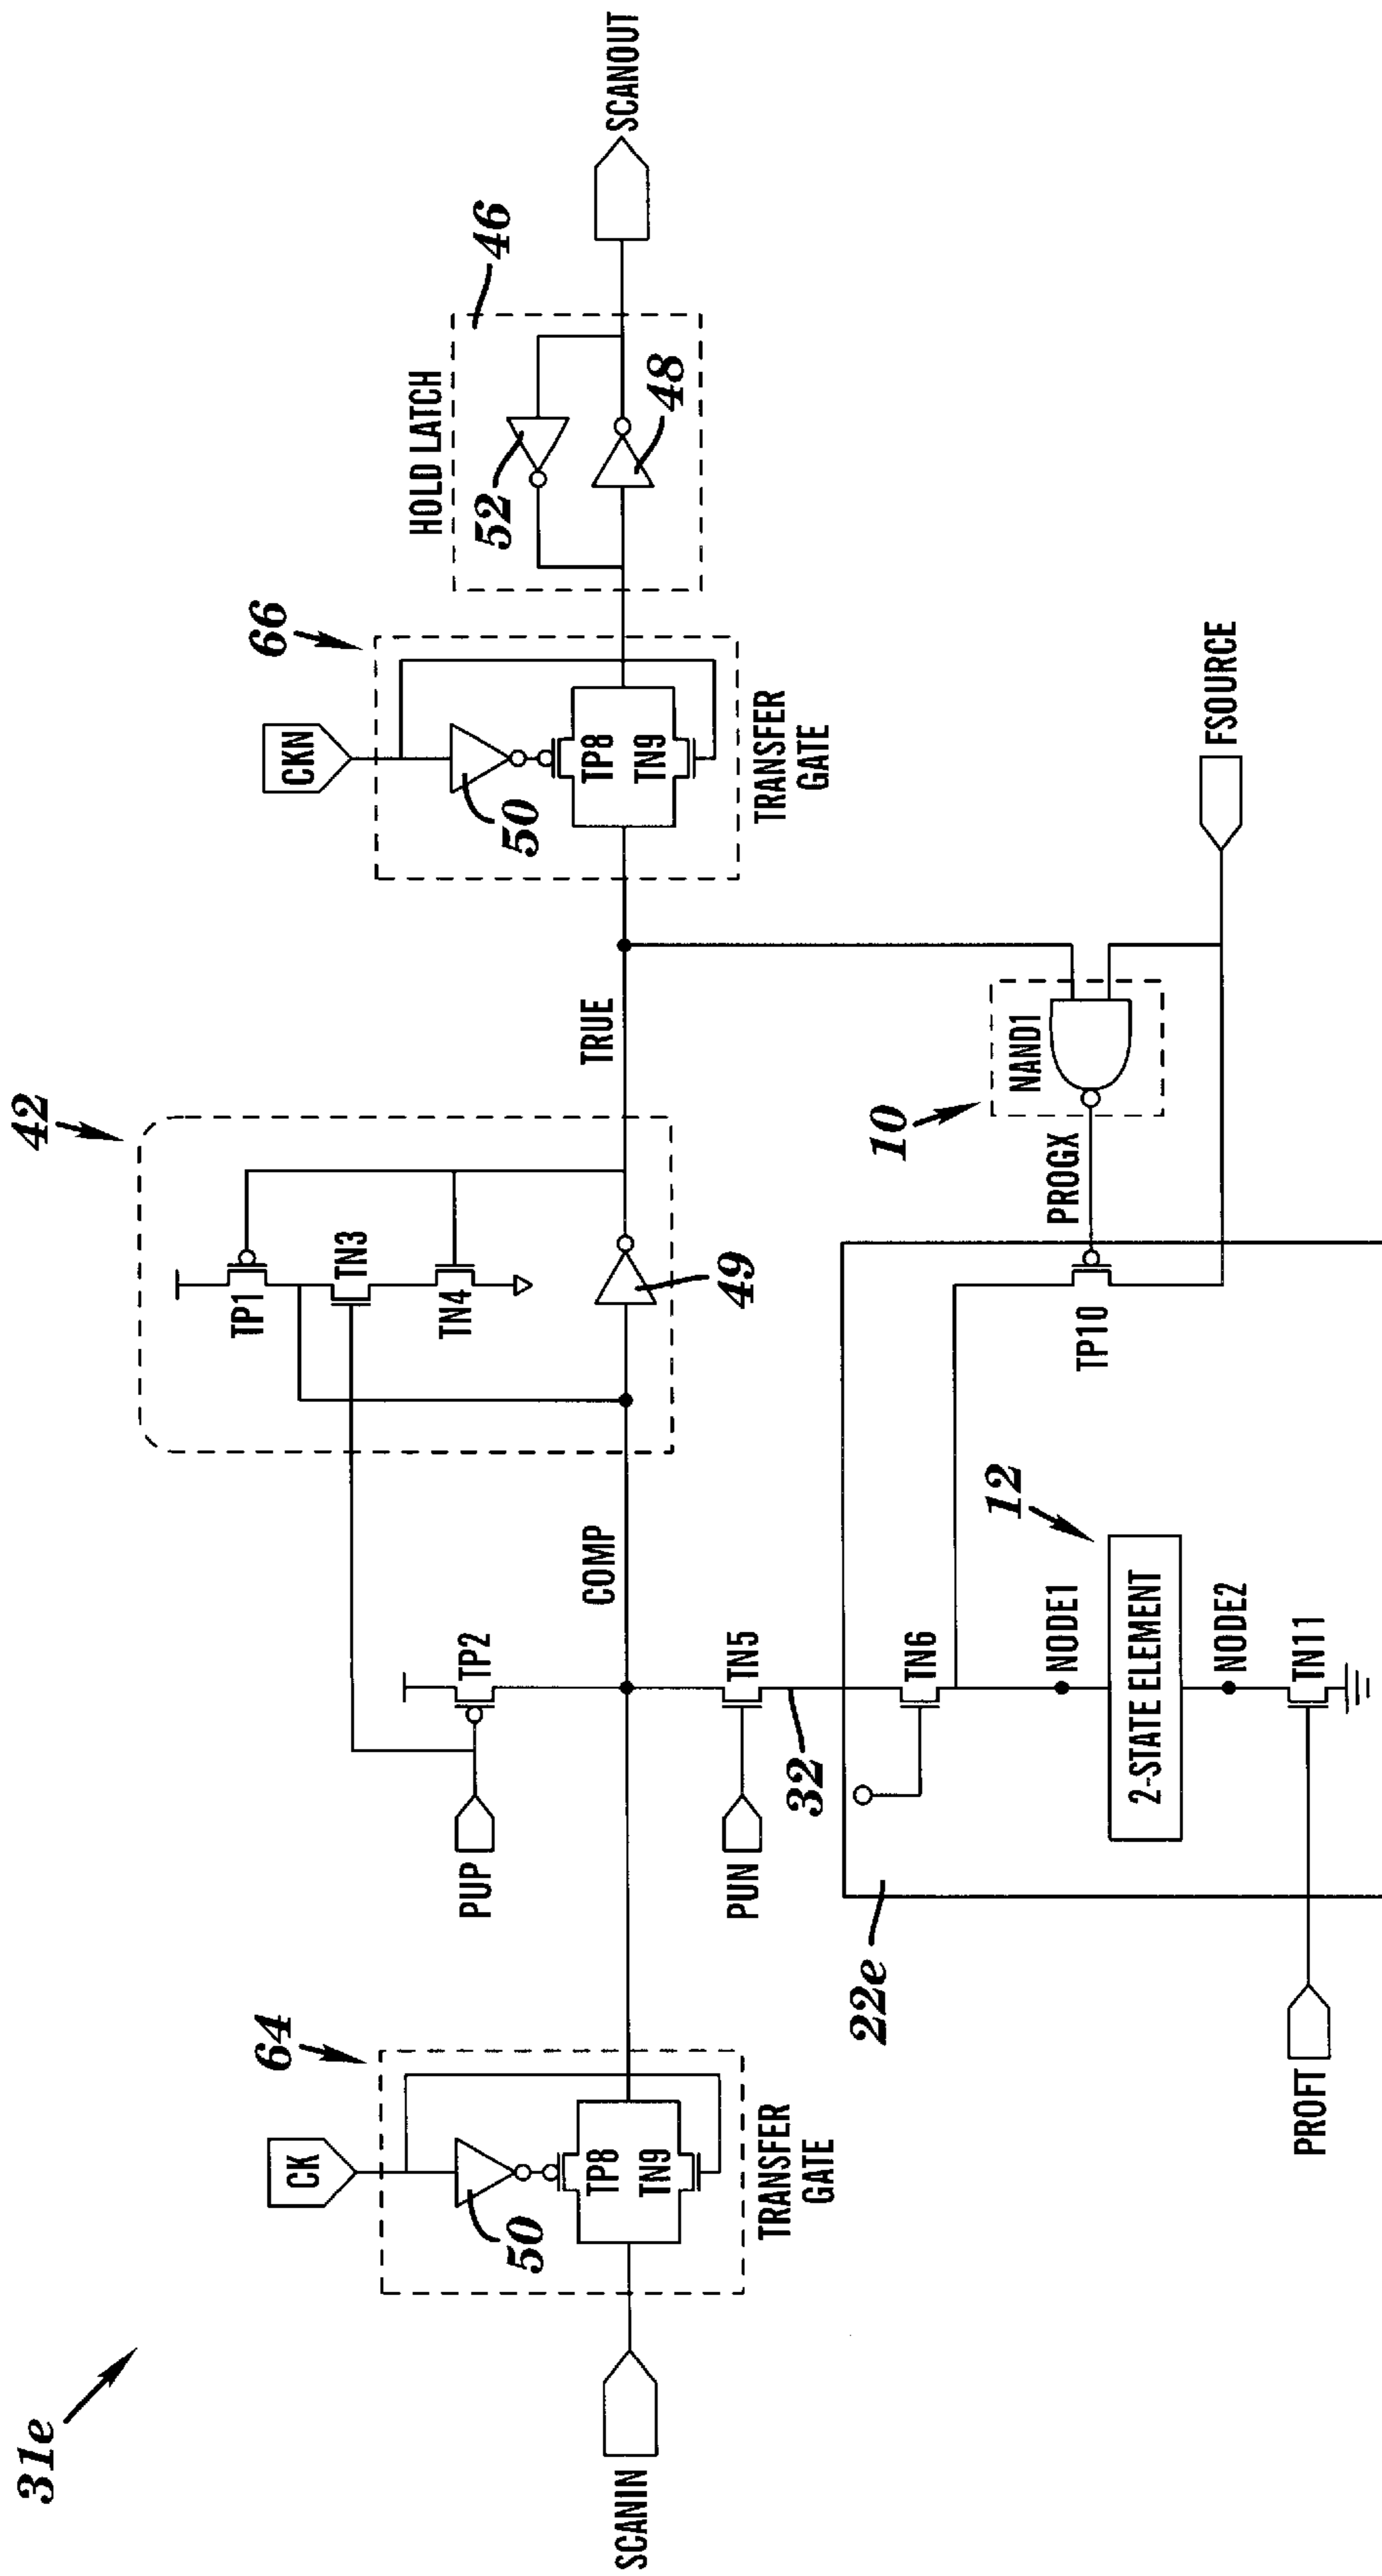 31e
SCANIN
64
CK
50
TP8
TN9
TRANSFER
GATE
PUP
TP2
PUN
TN5
32
COMP
42
TP1
TN3
TN4
49
TRUE
66
CKN
50
TP8
TN9
TRANSFER
GATE
HOLD LATCH
46
52
48
SCANOUT
22e
TN6
NODE1
12
2-STATE ELEMENT
NODE2
TN11
PROFT
TP10
PROGX
10
NAND1
FSOURCE